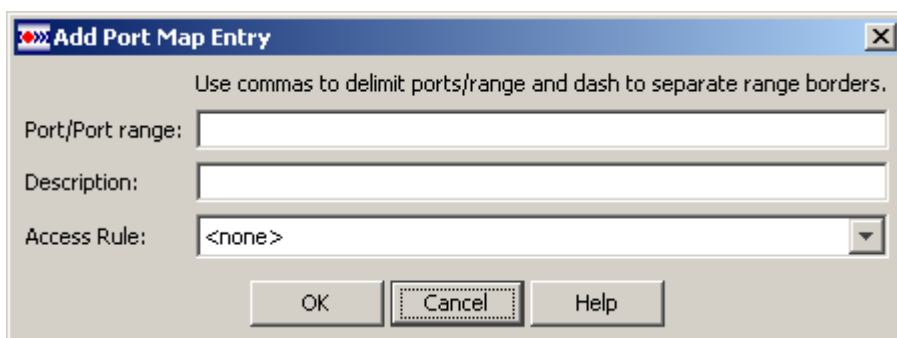 Add Port Map Entry
Use commas to delimit ports/range and dash to separate range borders.
Port/Port range:
Description:
Access Rule: <none>
OK Cancel Help